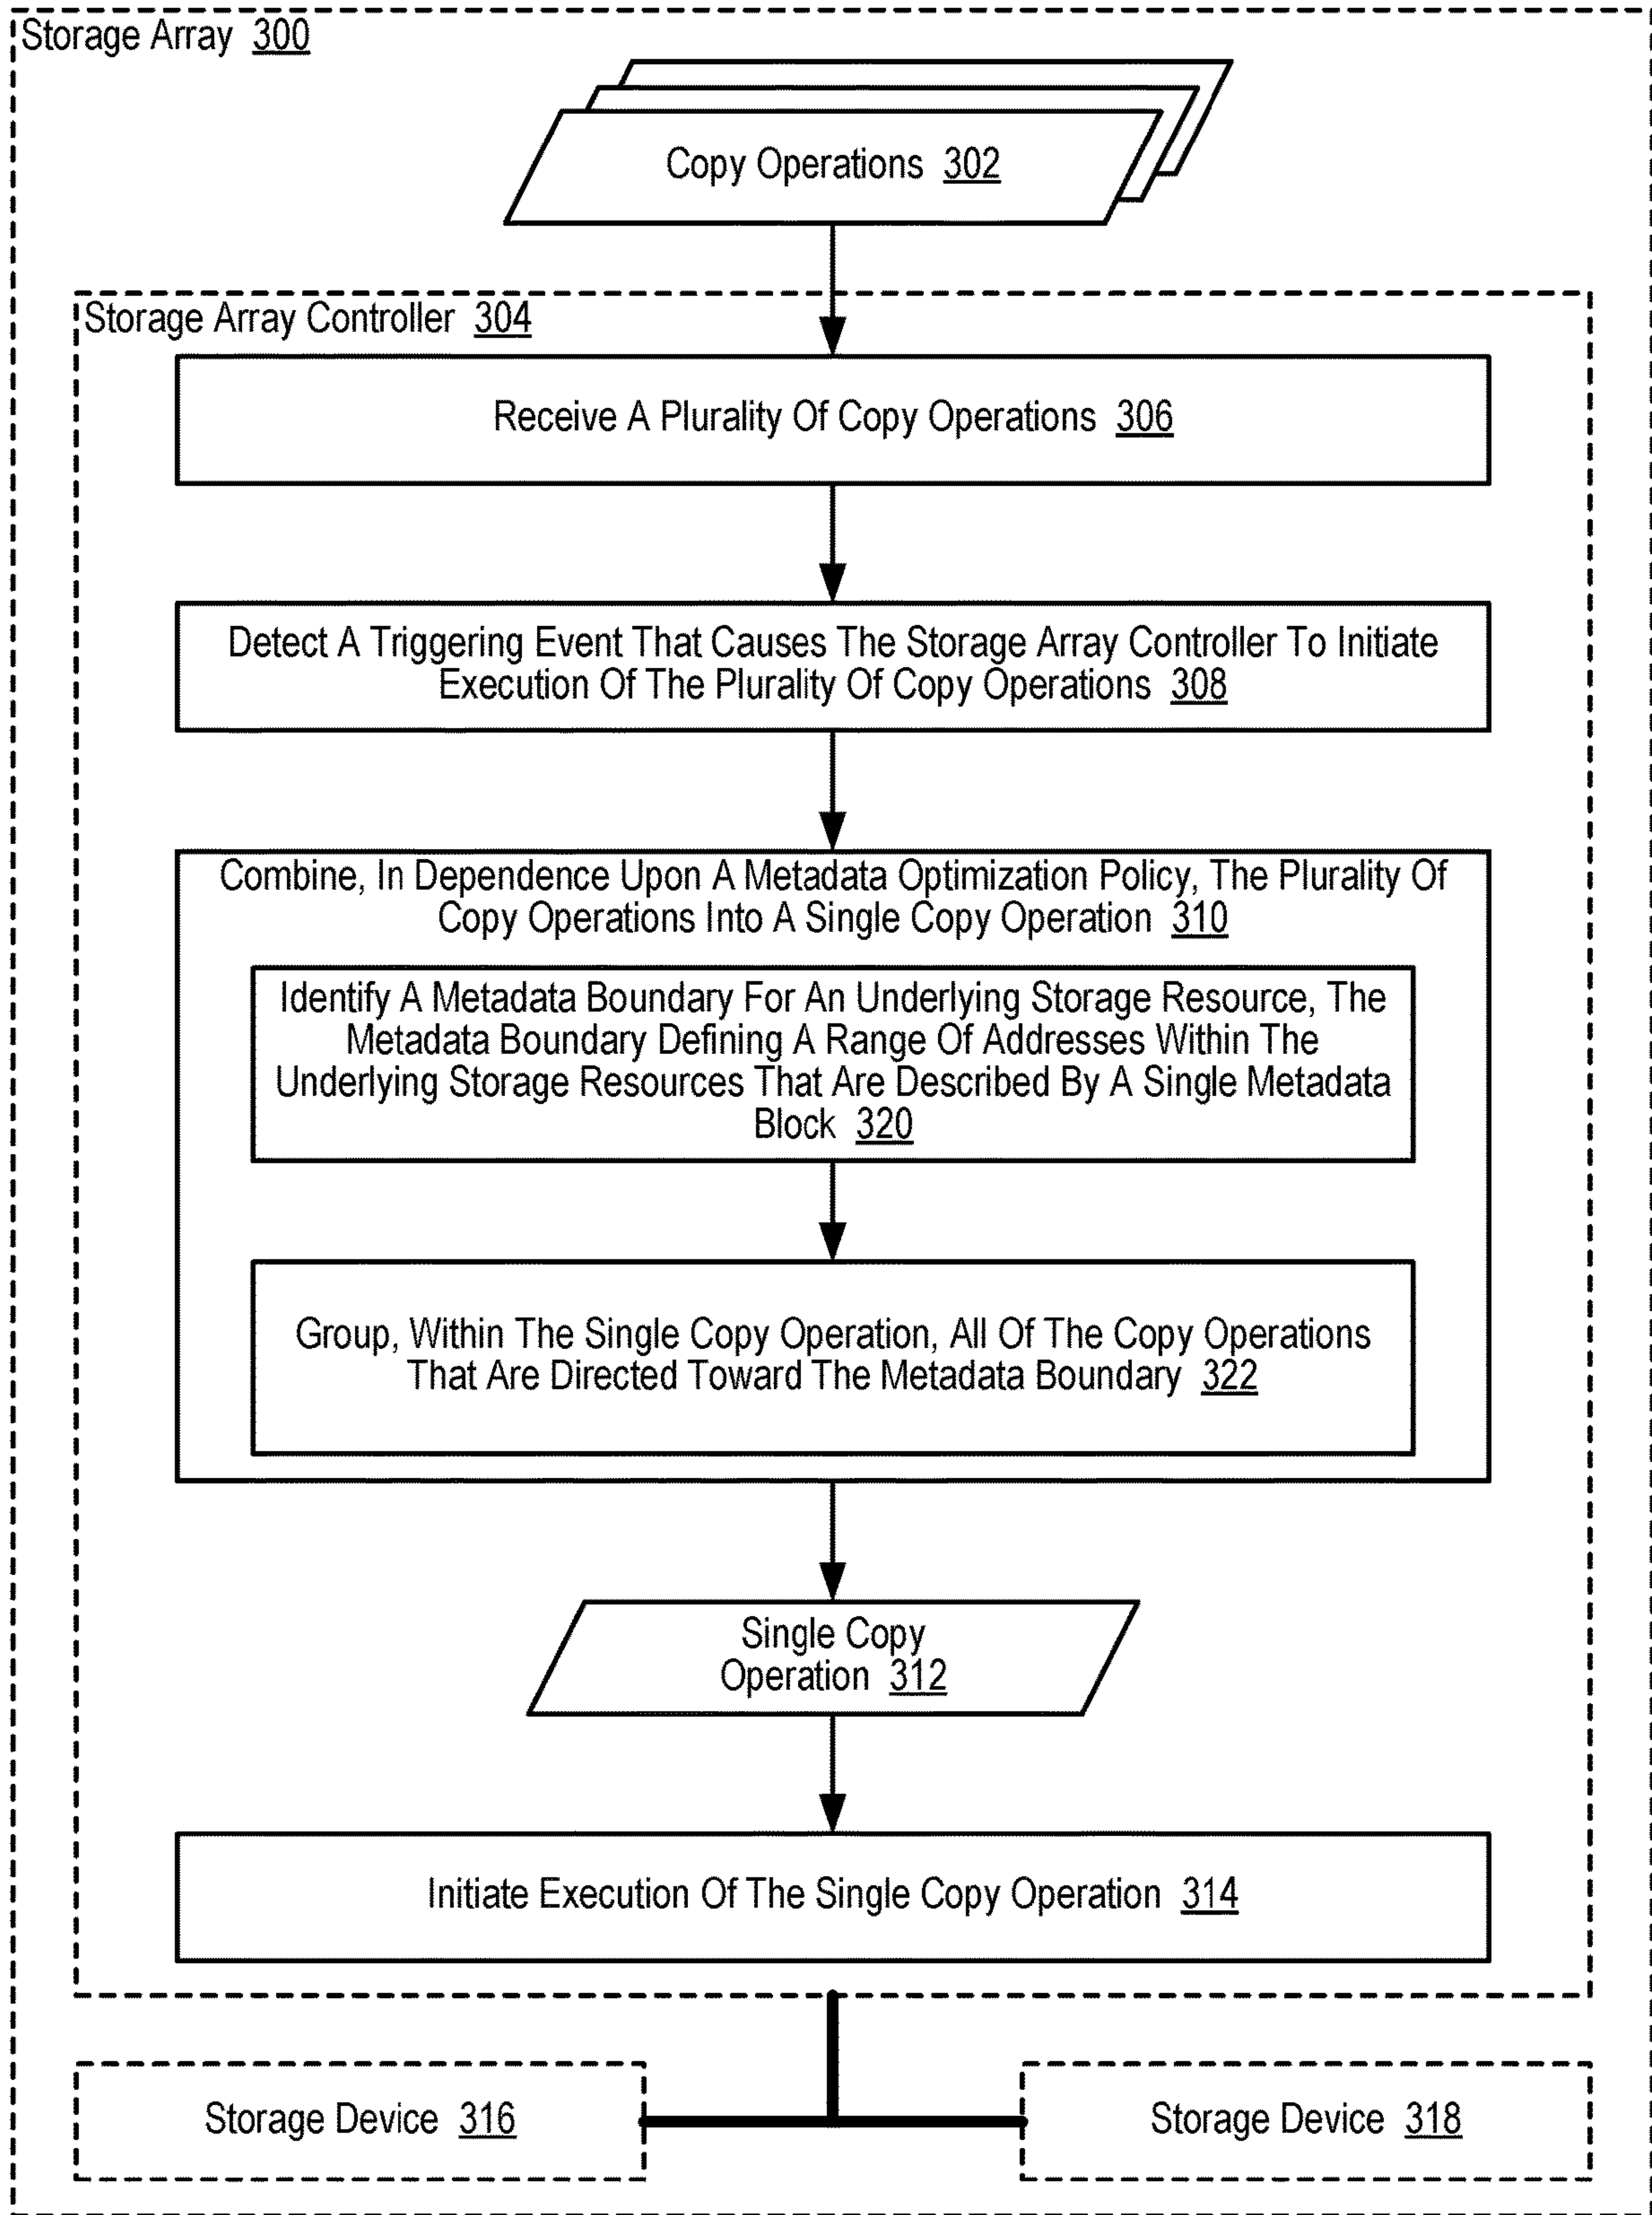 Storage Array 300
Copy Operations 302
Storage Array Controller 304
Receive A Plurality Of Copy Operations 306
Detect A Triggering Event That Causes The Storage Array Controller To Initiate
Execution Of The Plurality Of Copy Operations 308
Combine, In Dependence Upon A Metadata Optimization Policy, The Plurality Of
Copy Operations Into A Single Copy Operation 310
Identify A Metadata Boundary For An Underlying Storage Resource, The
Metadata Boundary Defining A Range Of Addresses Within The
Underlying Storage Resources That Are Described By A Single Metadata
Block 320
Group, Within The Single Copy Operation, All Of The Copy Operations
That Are Directed Toward The Metadata Boundary 322
Single Copy
Operation 312
Initiate Execution Of The Single Copy Operation 314
Storage Device 316
Storage Device 318